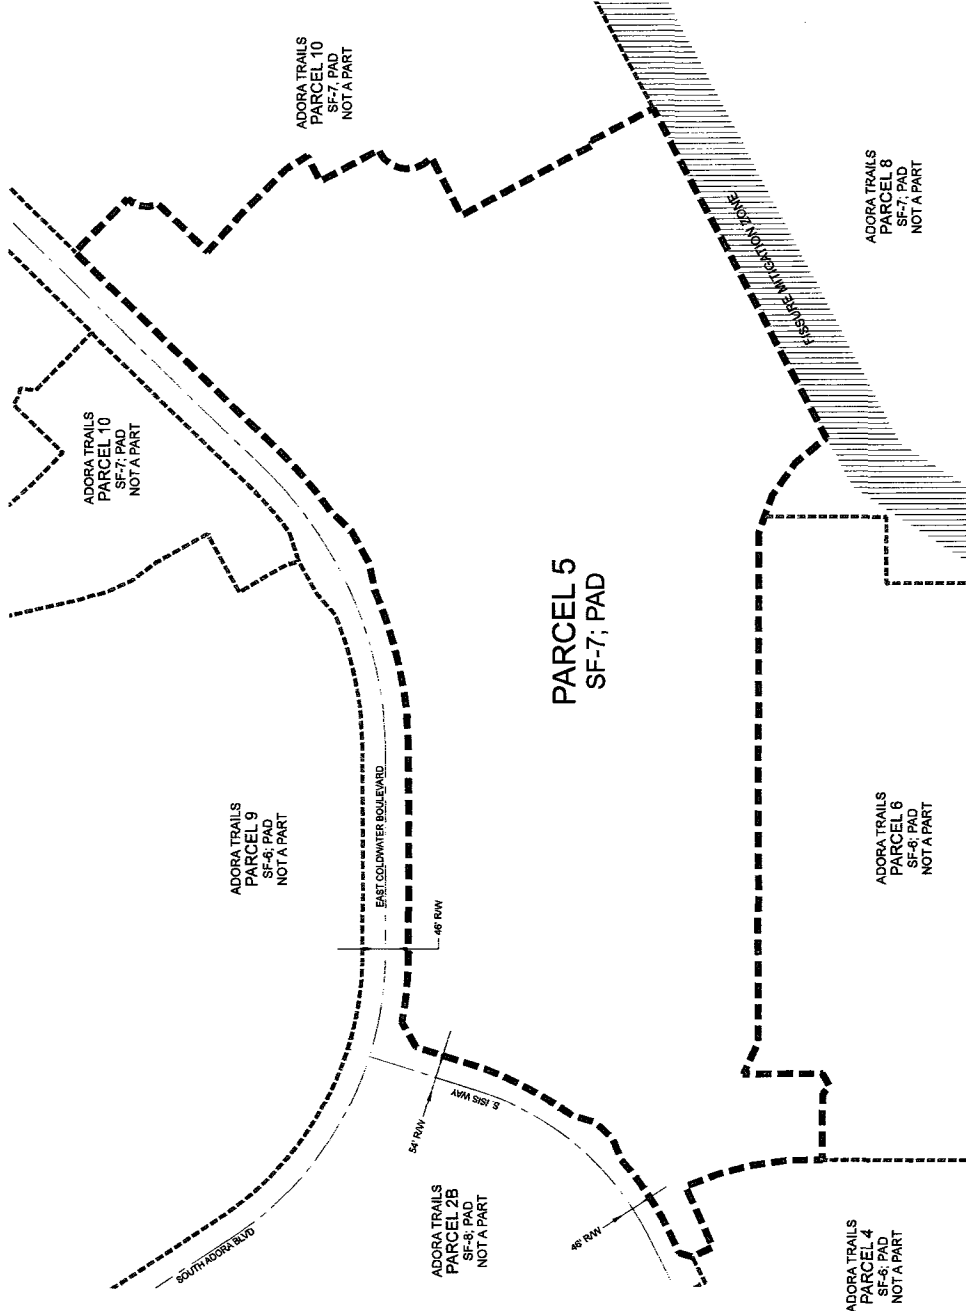 ADORA TRAILS
PARCEL 10
SF-7, PAD
NOT A PART
ADORA TRAILS
PARCEL 8
SF-7; PAD
NOT A PART
FISSURE MITIGATION ZONE
ADORA TRAILS
PARCEL 10
SF-7; PAD
NOT A PART
PARCEL 5
SF-7; PAD
ADORA TRAILS
PARCEL 9
SF-6; PAD
NOT A PART
EAST COLDWATER BOULEVARD
46' R/W
ADORA TRAILS
PARCEL 6
SF-6; PAD
NOT A PART
S. ISIS WAY
54' R/W
SOUTH ADORA BLVD
ADORA TRAILS
PARCEL 2B
SF-8; PAD
NOT A PART
46' R/W
ADORA TRAILS
PARCEL 4
SF-6; PAD
NOT A PART